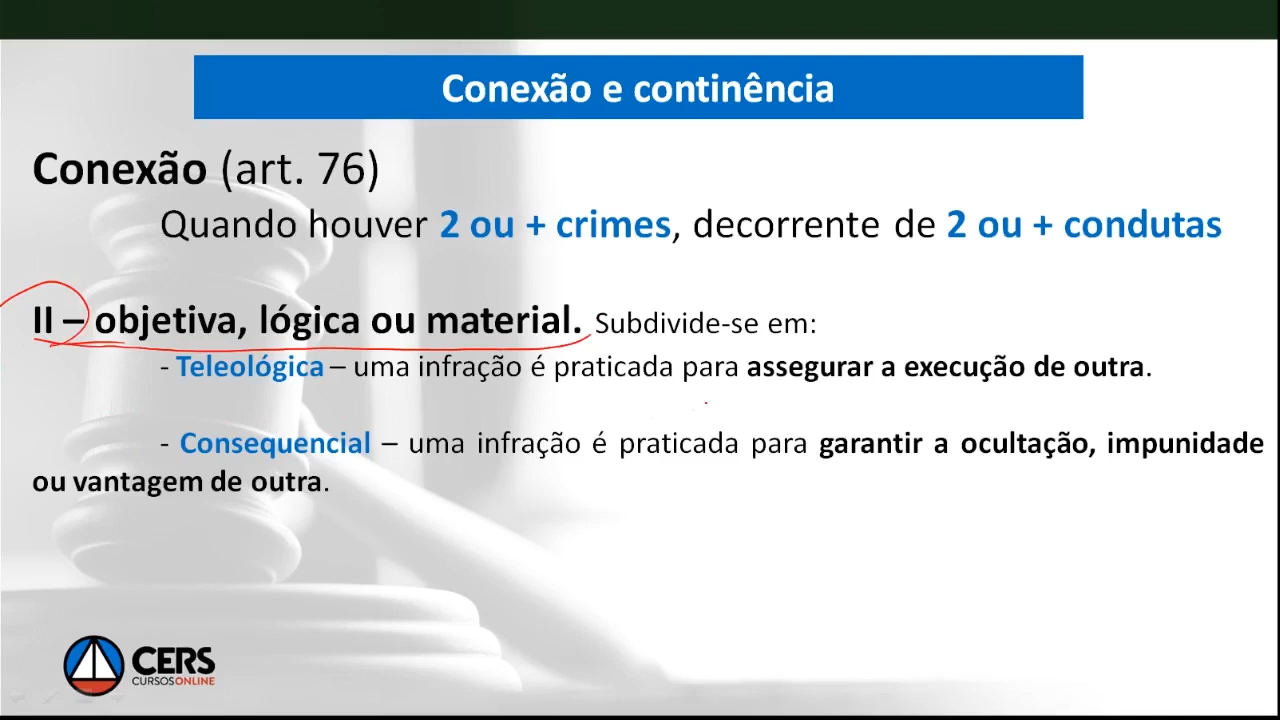 Conexão e continência
Conexão (art. 76)
Quando houver 2 ou + crimes, decorrente de 2 ou + condutas
II – objetiva, lógica ou material. Subdivide-se em:
- Teleológica – uma infração é praticada para assegurar a execução de outra.
- Consequencial – uma infração é praticada para garantir a ocultação, impunidade
ou vantagem de outra.
CERS
CURSOS ONLINE